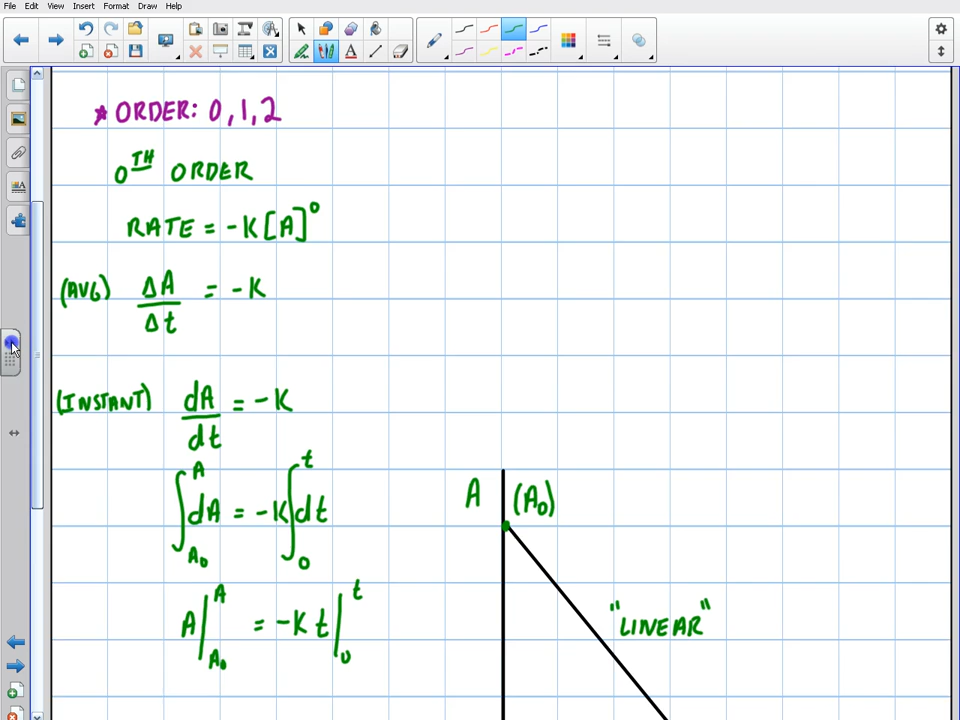 File Edit View Insert Format Draw Help
* ORDER: 0, 1, 2
0TH ORDER
RATE = -K[A]⁰
(AVG) ΔA/Δt = -K
(INSTANT) dA/dt = -K
∫_{A₀}^{A} dA = -K ∫_{0}^{t} dt
A |_{A₀}^{A} = -K t |_{0}^{t}
A (A₀)
"LINEAR"